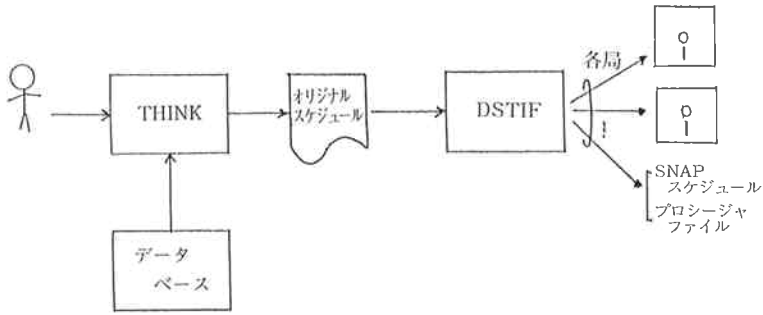 各局
THINK
オリジナル
スケジュール
DSTIF
SNAP
スケジュール
プロシージャ
ファイル
データ
ベース